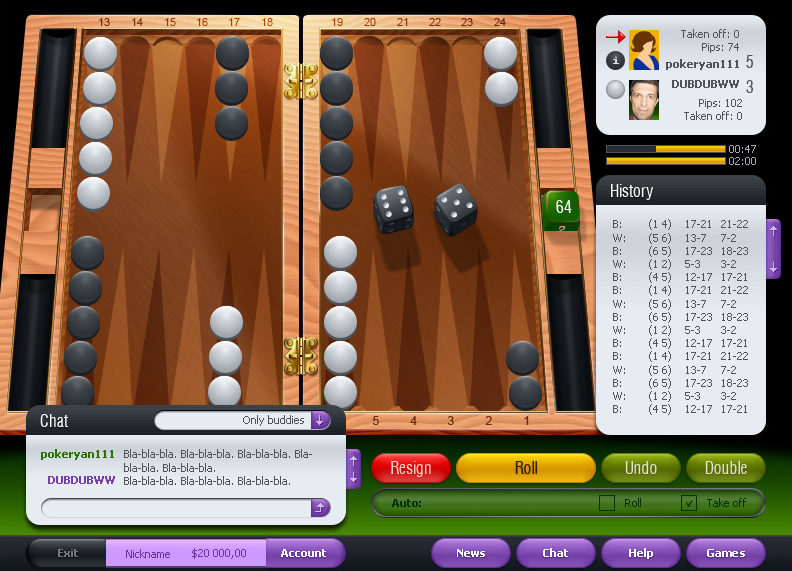 13 14 15 16 17 18 19 20 21 22 23 24
Taken off: 0
Pips: 74
pokeryan111 5
i
DUBDUBWW 3
Pips: 102
Taken off: 0
00:47
02:00
64
History
B: (1 4) 17-21 21-22
W: (5 6) 13-7 7-2
B: (6 5) 17-23 18-23
W: (1 2) 5-3 3-2
B: (4 5) 12-17 17-21
B: (1 4) 17-21 21-22
W: (5 6) 13-7 7-2
B: (6 5) 17-23 18-23
W: (1 2) 5-3 3-2
B: (4 5) 12-17 17-21
B: (1 4) 17-21 21-22
W: (5 6) 13-7 7-2
B: (6 5) 17-23 18-23
W: (1 2) 5-3 3-2
B: (4 5) 12-17 17-21
5 4 3 2 1
Chat Only buddies
pokeryan111 Bla-bla-bla. Bla-bla-bla. Bla-bla-bla. Bla-
bla-bla. Bla-bla-bla.
DUBDUBWW Bla-bla-bla. Bla-bla-bla. Bla-bla-bla.
Resign Roll Undo Double
Auto: Roll Take off
Exit Nickname $20 000,00 Account News Chat Help Games